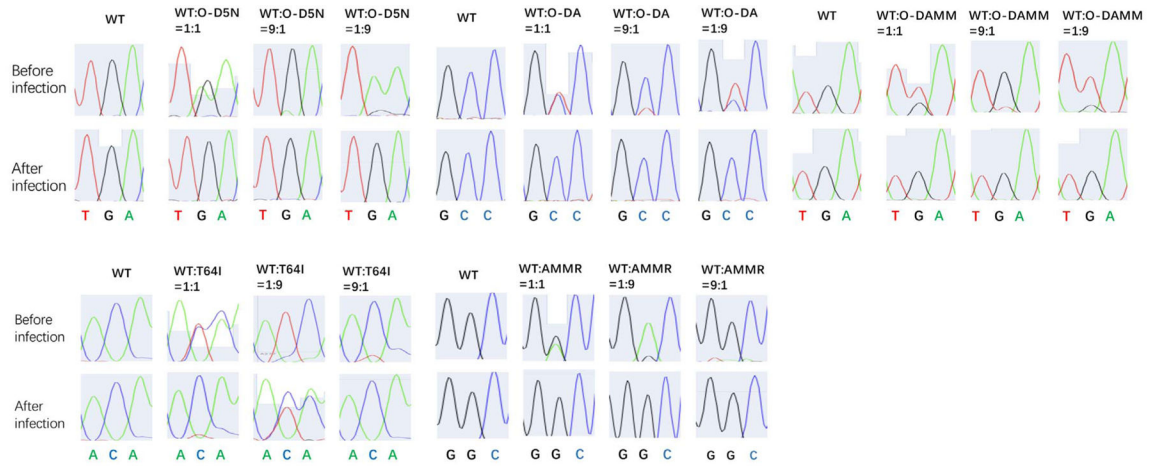 WT
WT:O-D5N
=1:1
WT:O-D5N
=9:1
WT:O-D5N
=1:9
WT
WT:O-DA
=1:1
WT:O-DA
=9:1
WT:O-DA
=1:9
WT
WT:O-DAMM
=1:1
WT:O-DAMM
=9:1
WT:O-DAMM
=1:9
Before
infection
After
infection
T G A
T G A
T G A
T G A
G C C
G C C
G C C
G C C
T G A
T G A
T G A
T G A
WT
WT:T64I
=1:1
WT:T64I
=1:9
WT:T64I
=9:1
WT
WT:AMMR
=1:1
WT:AMMR
=1:9
WT:AMMR
=9:1
Before
infection
After
infection
A C A
A C A
A C A
A C A
G G C
G G C
G G C
G G C